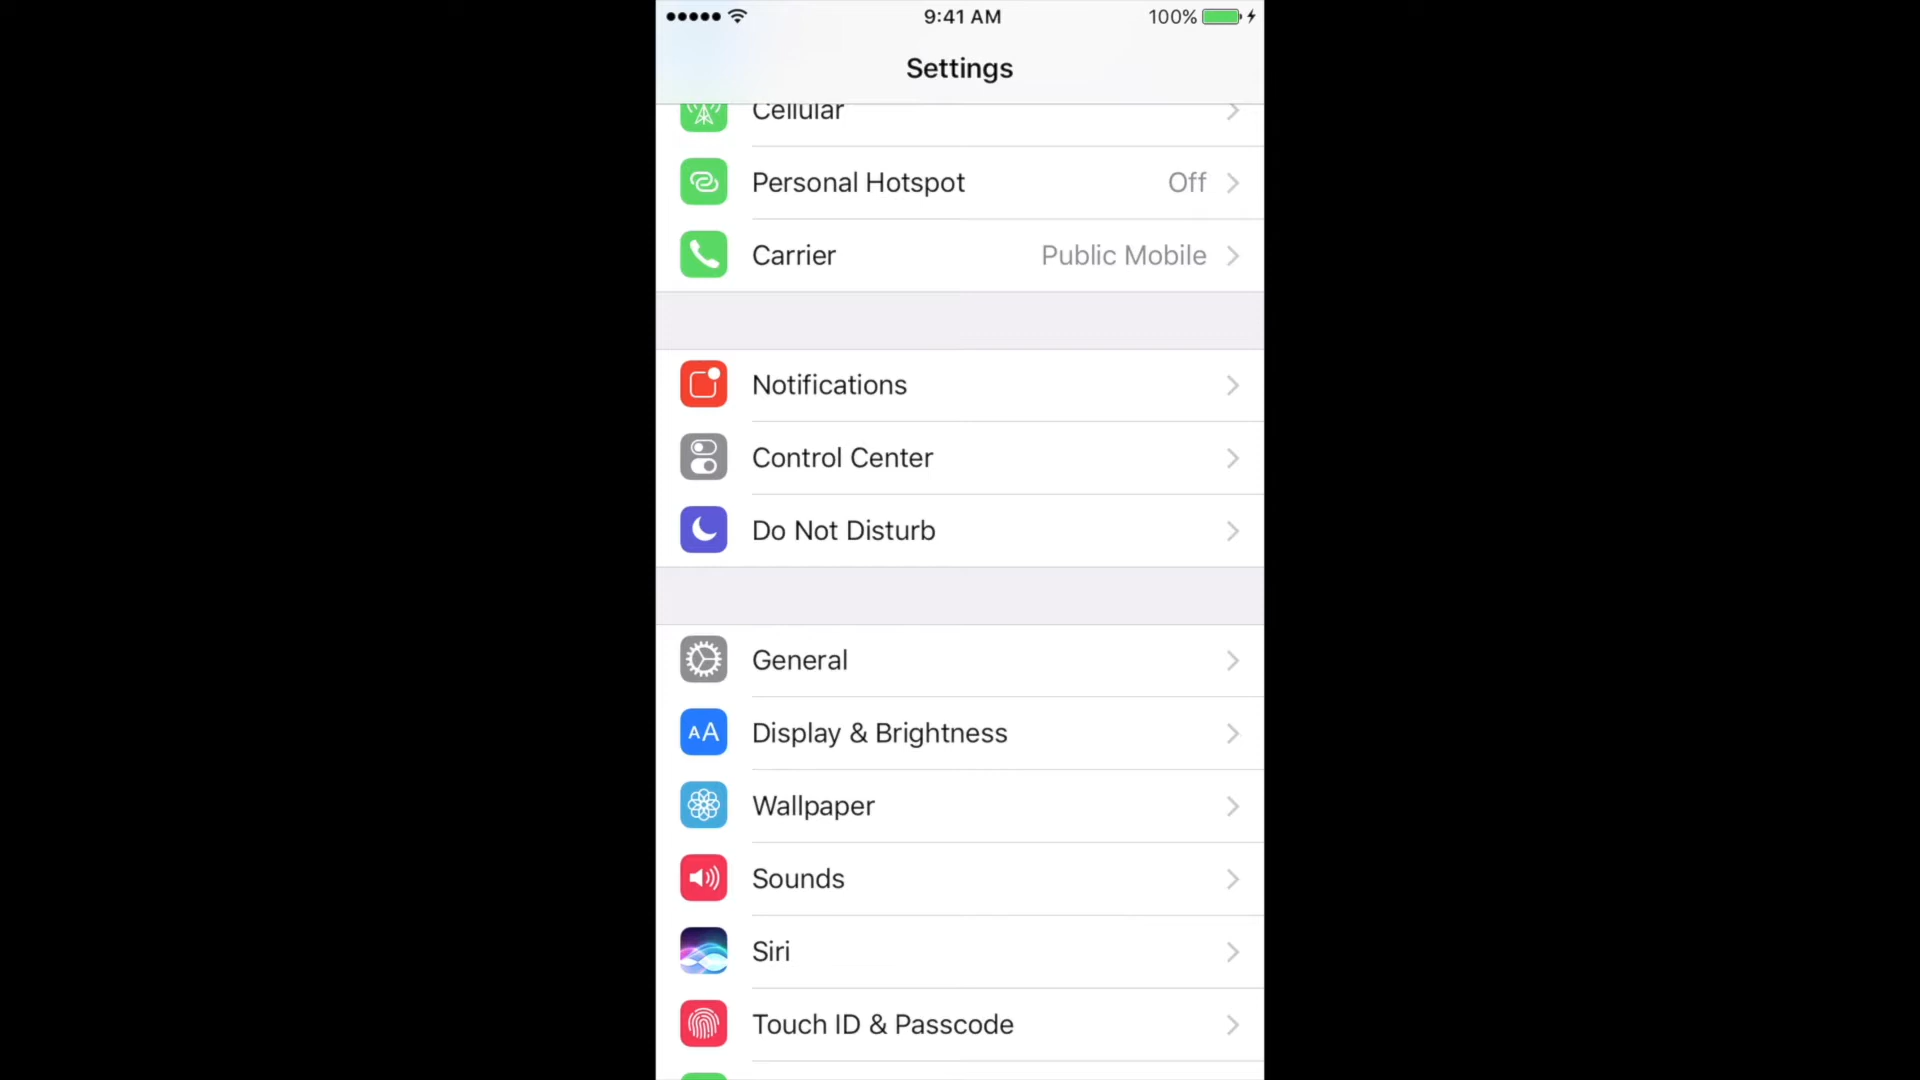 9:41 AM
100%
Settings
Cellular
Personal Hotspot Off
Carrier Public Mobile
Notifications
Control Center
Do Not Disturb
General
AA Display & Brightness
Wallpaper
Sounds
Siri
Touch ID & Passcode